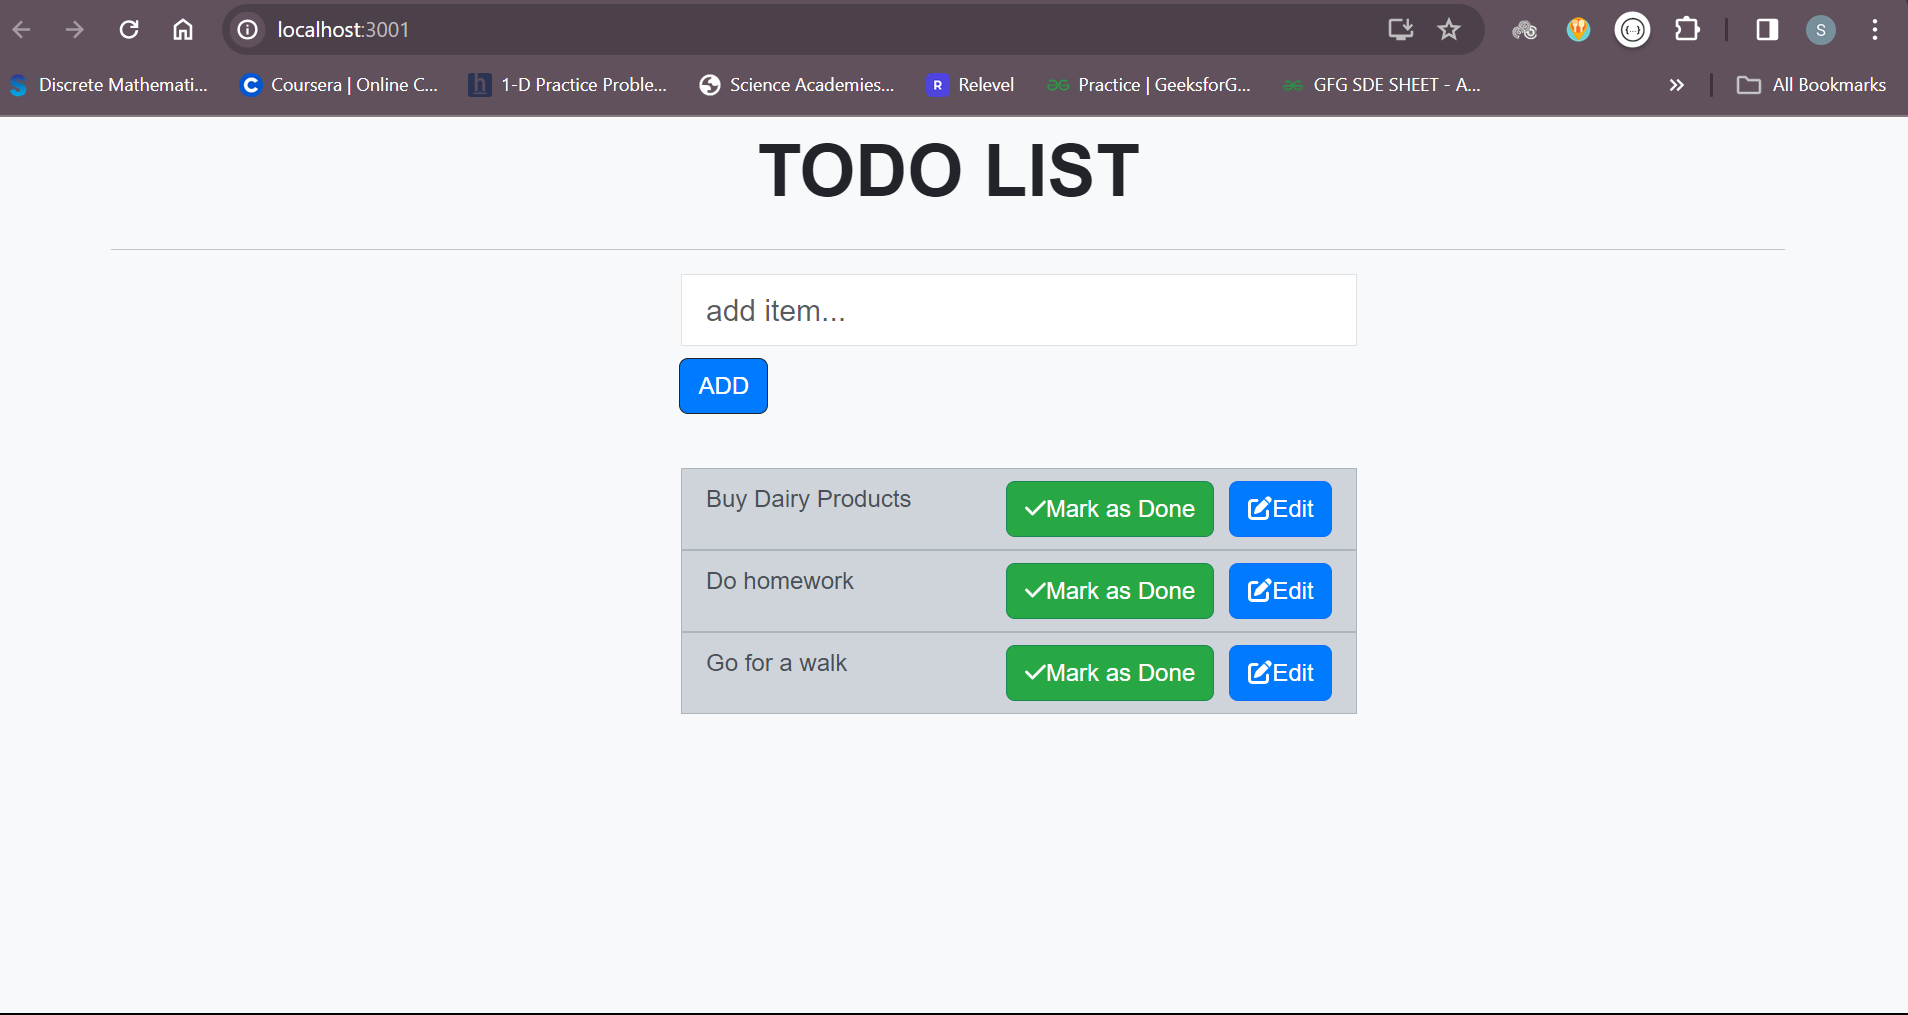 localhost:3001
S
Discrete Mathemati... Coursera | Online C... 1-D Practice Proble... Science Academies... R Relevel Practice | GeeksforG... GFG SDE SHEET - A... All Bookmarks
TODO LIST
add item...
ADD
Buy Dairy Products Mark as Done Edit
Do homework Mark as Done Edit
Go for a walk Mark as Done Edit